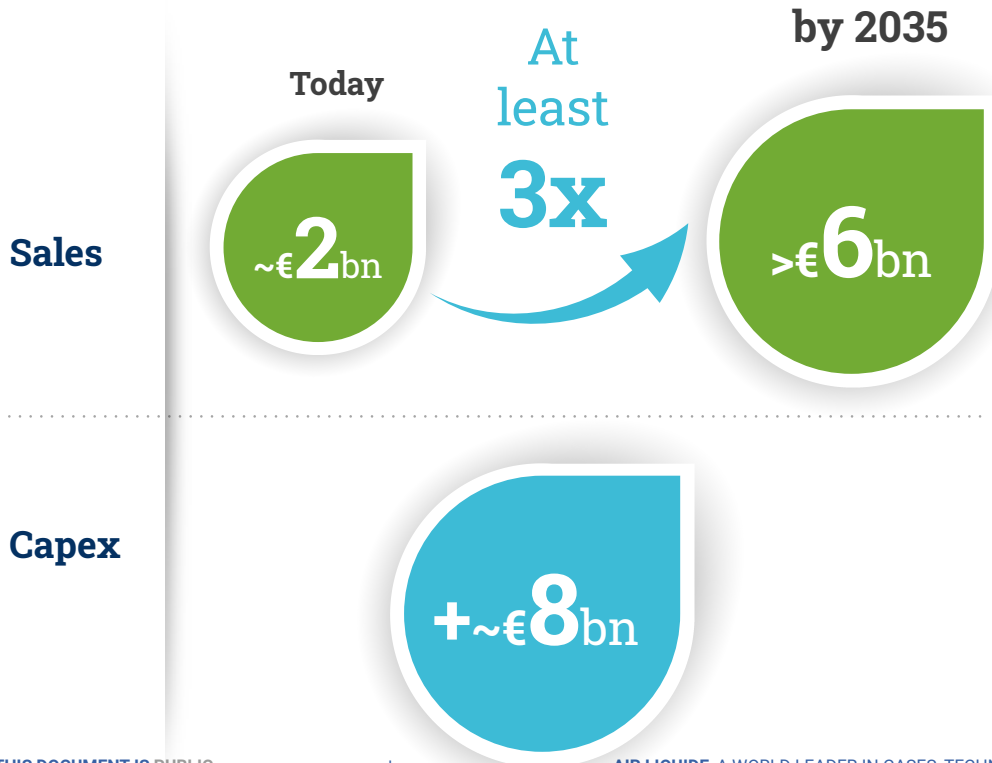 by 2035
Today
At
least
3x
Sales
~€2bn
>€6bn
Capex
+~€8bn
THIS DOCUMENT IS PUBLIC
AIR LIQUIDE, A WORLD LEADER IN GASES,